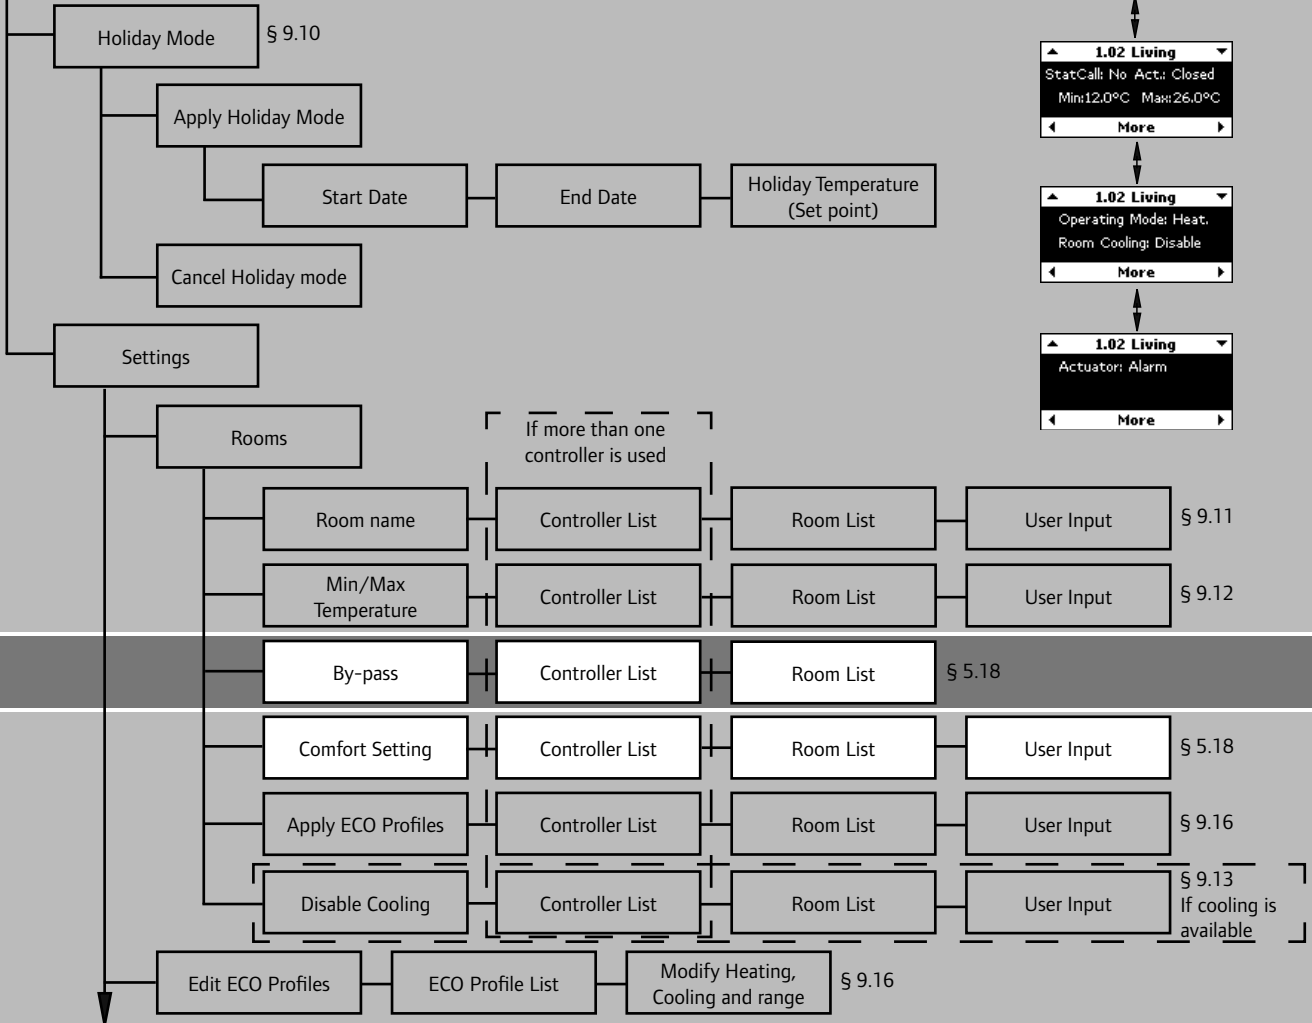 Holiday Mode
§ 9.10
Apply Holiday Mode
Start Date
End Date
Holiday Temperature
(Set point)
Cancel Holiday mode
1.02 Living
StatCall: No Act.: Closed
Min:12.0°C Max:26.0°C
More
1.02 Living
Operating Mode: Heat.
Room Cooling: Disable
More
1.02 Living
Actuator: Alarm
More
Settings
Rooms
If more than one
controller is used
Room name
Controller List
Room List
User Input
§ 9.11
Min/Max
Temperature
Controller List
Room List
User Input
§ 9.12
By-pass
Controller List
Room List
§ 5.18
Comfort Setting
Controller List
Room List
User Input
§ 5.18
Apply ECO Profiles
Controller List
Room List
User Input
§ 9.16
Disable Cooling
Controller List
Room List
User Input
§ 9.13
If cooling is
available
Edit ECO Profiles
ECO Profile List
Modify Heating,
Cooling and range
§ 9.16